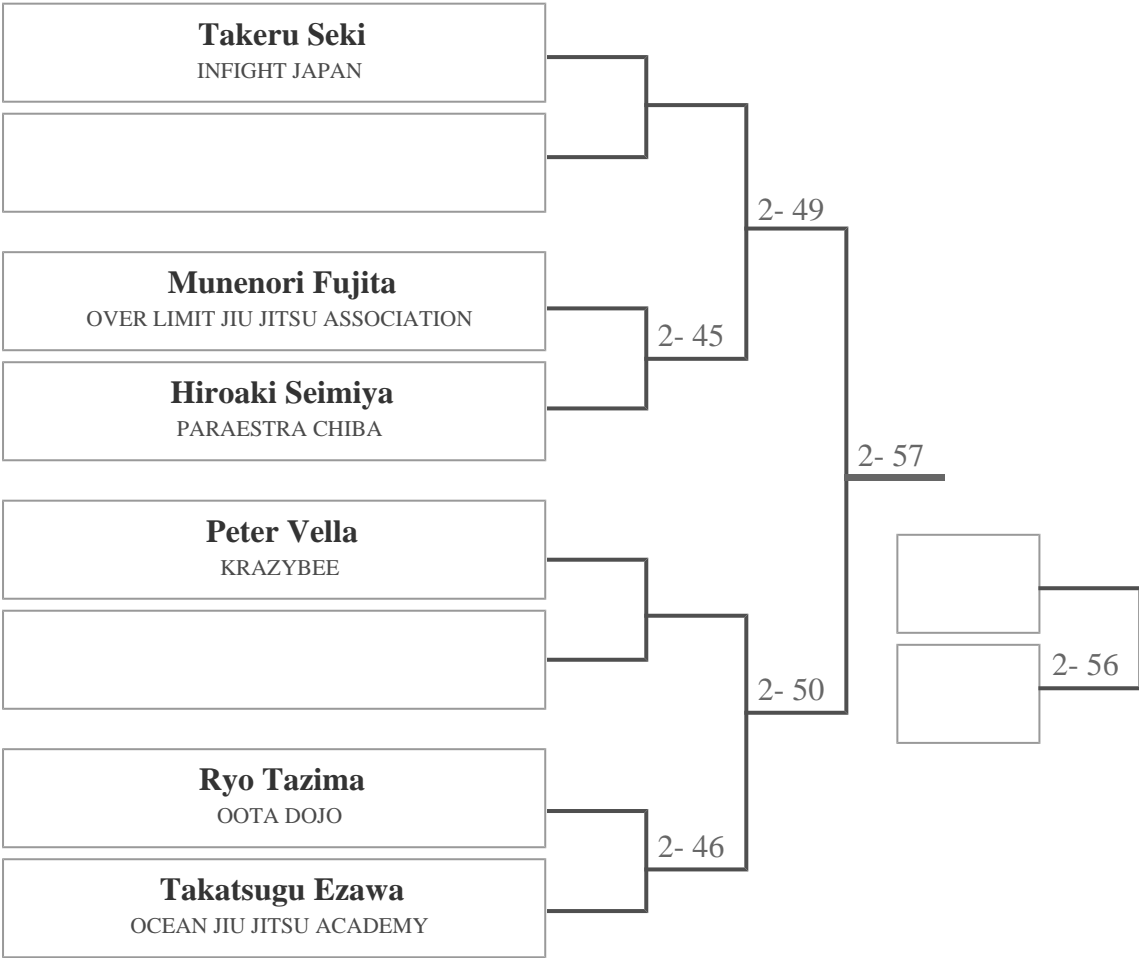 Takeru Seki
INFIGHT JAPAN
2- 49
Munenori Fujita
OVER LIMIT JIU JITSU ASSOCIATION
2- 45
Hiroaki Seimiya
PARAESTRA CHIBA
2- 57
Peter Vella
KRAZYBEE
2- 56
2- 50
Ryo Tazima
OOTA DOJO
2- 46
Takatsugu Ezawa
OCEAN JIU JITSU ACADEMY